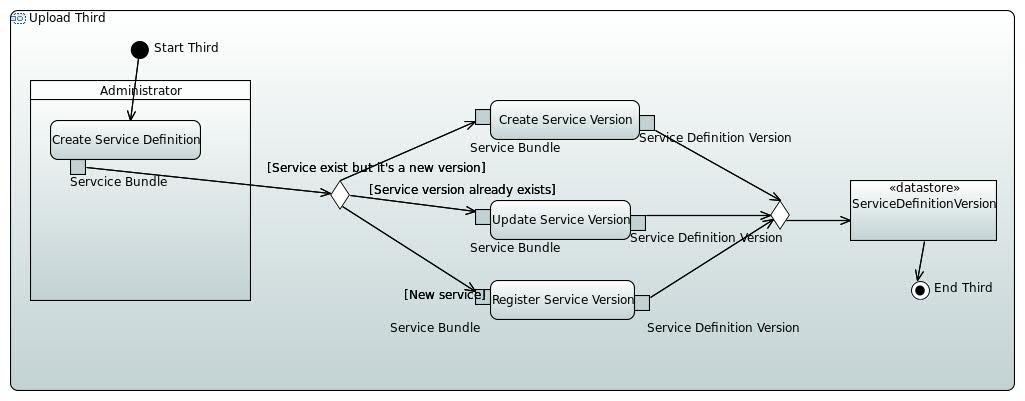 Upload Third
Start Third
Administrator
Create Service Definition
Servcice Bundle
[Service exist but it's a new version]
[Service version already exists]
[New service]
Create Service Version
Service Bundle
Service Definition Version
Update Service Version
Service Bundle
Service Definition Version
Register Service Version
Service Bundle
Service Definition Version
«datastore»
ServiceDefinitionVersion
End Third